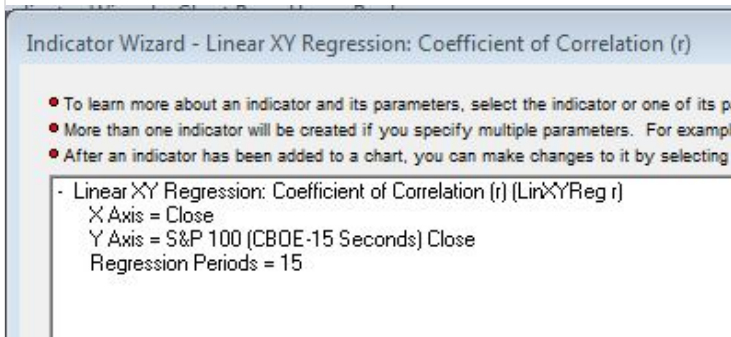 Indicator Wizard - Linear XY Regression: Coefficient of Correlation (r)
To learn more about an indicator and its parameters, select the indicator or one of its
More than one indicator will be created if you specify multiple parameters. For
After an indicator has been added to a chart, you can make changes to it by selecting
- Linear XY Regression: Coefficient of Correlation (r) (LinXYReg r)
X Axis = Close
Y Axis = S&P 100 (CBOE-15 Seconds) Close
Regression Periods = 15